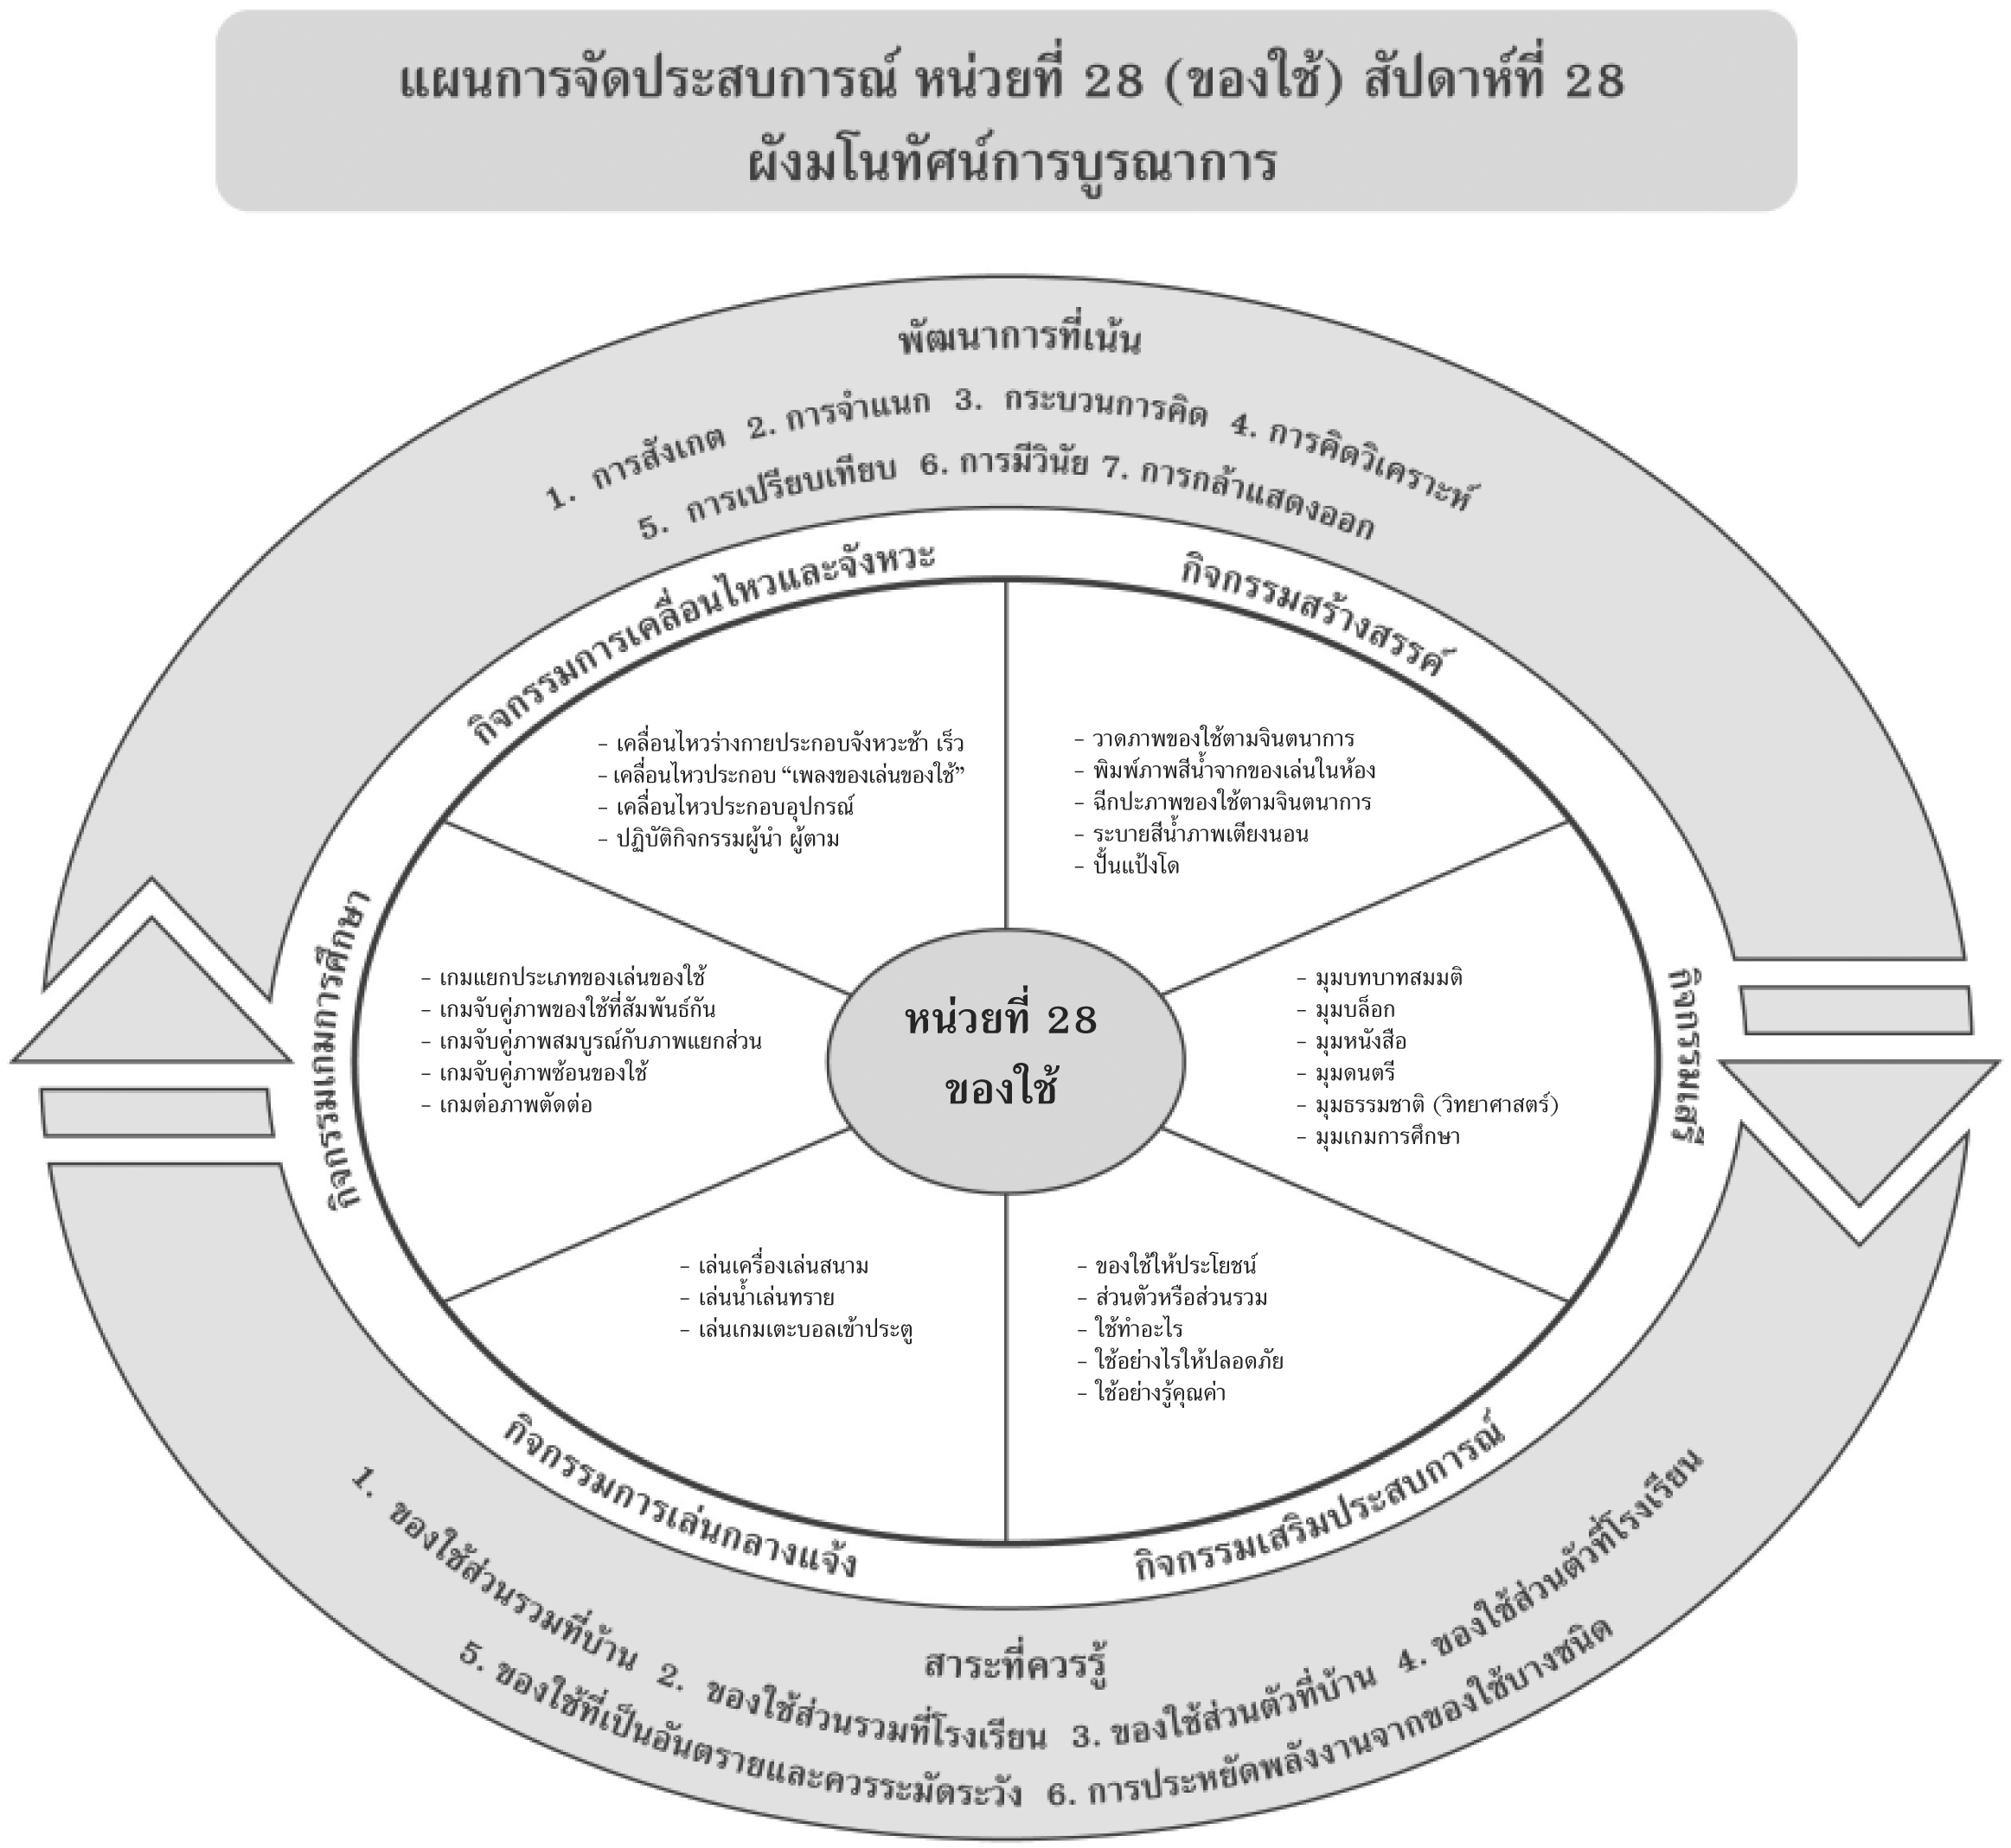 แผนการจัดประสบการณ์ หน่วยที่ 28 (ของใช้) สัปดาห์ที่ 28
ผังมโนทัศน์การบูรณาการ
พัฒนาการที่เน้น
1. การสังเกต 2. การจำแนก 3. กระบวนการคิด 4. การคิดวิเคราะห์
5. การเปรียบเทียบ 6. การมีวินัย 7. การกล้าแสดงออก
กิจกรรมการเคลื่อนไหวและจังหวะ
- เคลื่อนไหวร่างกายประกอบจังหวะช้า เร็ว
- เคลื่อนไหวประกอบ “เพลงของเล่นของใช้”
- เคลื่อนไหวประกอบอุปกรณ์
- ปฏิบัติกิจกรรมผู้นำ ผู้ตาม
กิจกรรมสร้างสรรค์
- วาดภาพของใช้ตามจินตนาการ
- พิมพ์ภาพสีน้ำจากของเล่นในห้อง
- ฉีกปะภาพของใช้ตามจินตนาการ
- ระบายสีน้ำภาพเตียงนอน
- ปั้นแป้งโด
กิจกรรมเกมการศึกษา
- เกมแยกประเภทของเล่นของใช้
- เกมจับคู่ภาพของใช้ที่สัมพันธ์กัน
- เกมจับคู่ภาพสมบูรณ์กับภาพแยกส่วน
- เกมจับคู่ภาพซ้อนของใช้
- เกมต่อภาพตัดต่อ
หน่วยที่ 28
ของใช้
กิจกรรมเสรี
- มุมบทบาทสมมติ
- มุมบล็อก
- มุมหนังสือ
- มุมดนตรี
- มุมธรรมชาติ (วิทยาศาสตร์)
- มุมเกมการศึกษา
กิจกรรมการเล่นกลางแจ้ง
- เล่นเครื่องเล่นสนาม
- เล่นน้ำเล่นทราย
- เล่นเกมเตะบอลเข้าประตู
กิจกรรมเสริมประสบการณ์
- ของใช้ให้ประโยชน์
- ส่วนตัวหรือส่วนรวม
- ใช้ทำอะไร
- ใช้อย่างไรให้ปลอดภัย
- ใช้อย่างรู้คุณค่า
สาระที่ควรรู้
1. ของใช้ส่วนรวมที่บ้าน 2. ของใช้ส่วนรวมที่โรงเรียน 3. ของใช้ส่วนตัวที่บ้าน 4. ของใช้ส่วนตัวที่โรงเรียน
5. ของใช้ที่เป็นอันตรายและควรระมัดระวัง 6. การประหยัดพลังงานจากของใช้บางชนิด